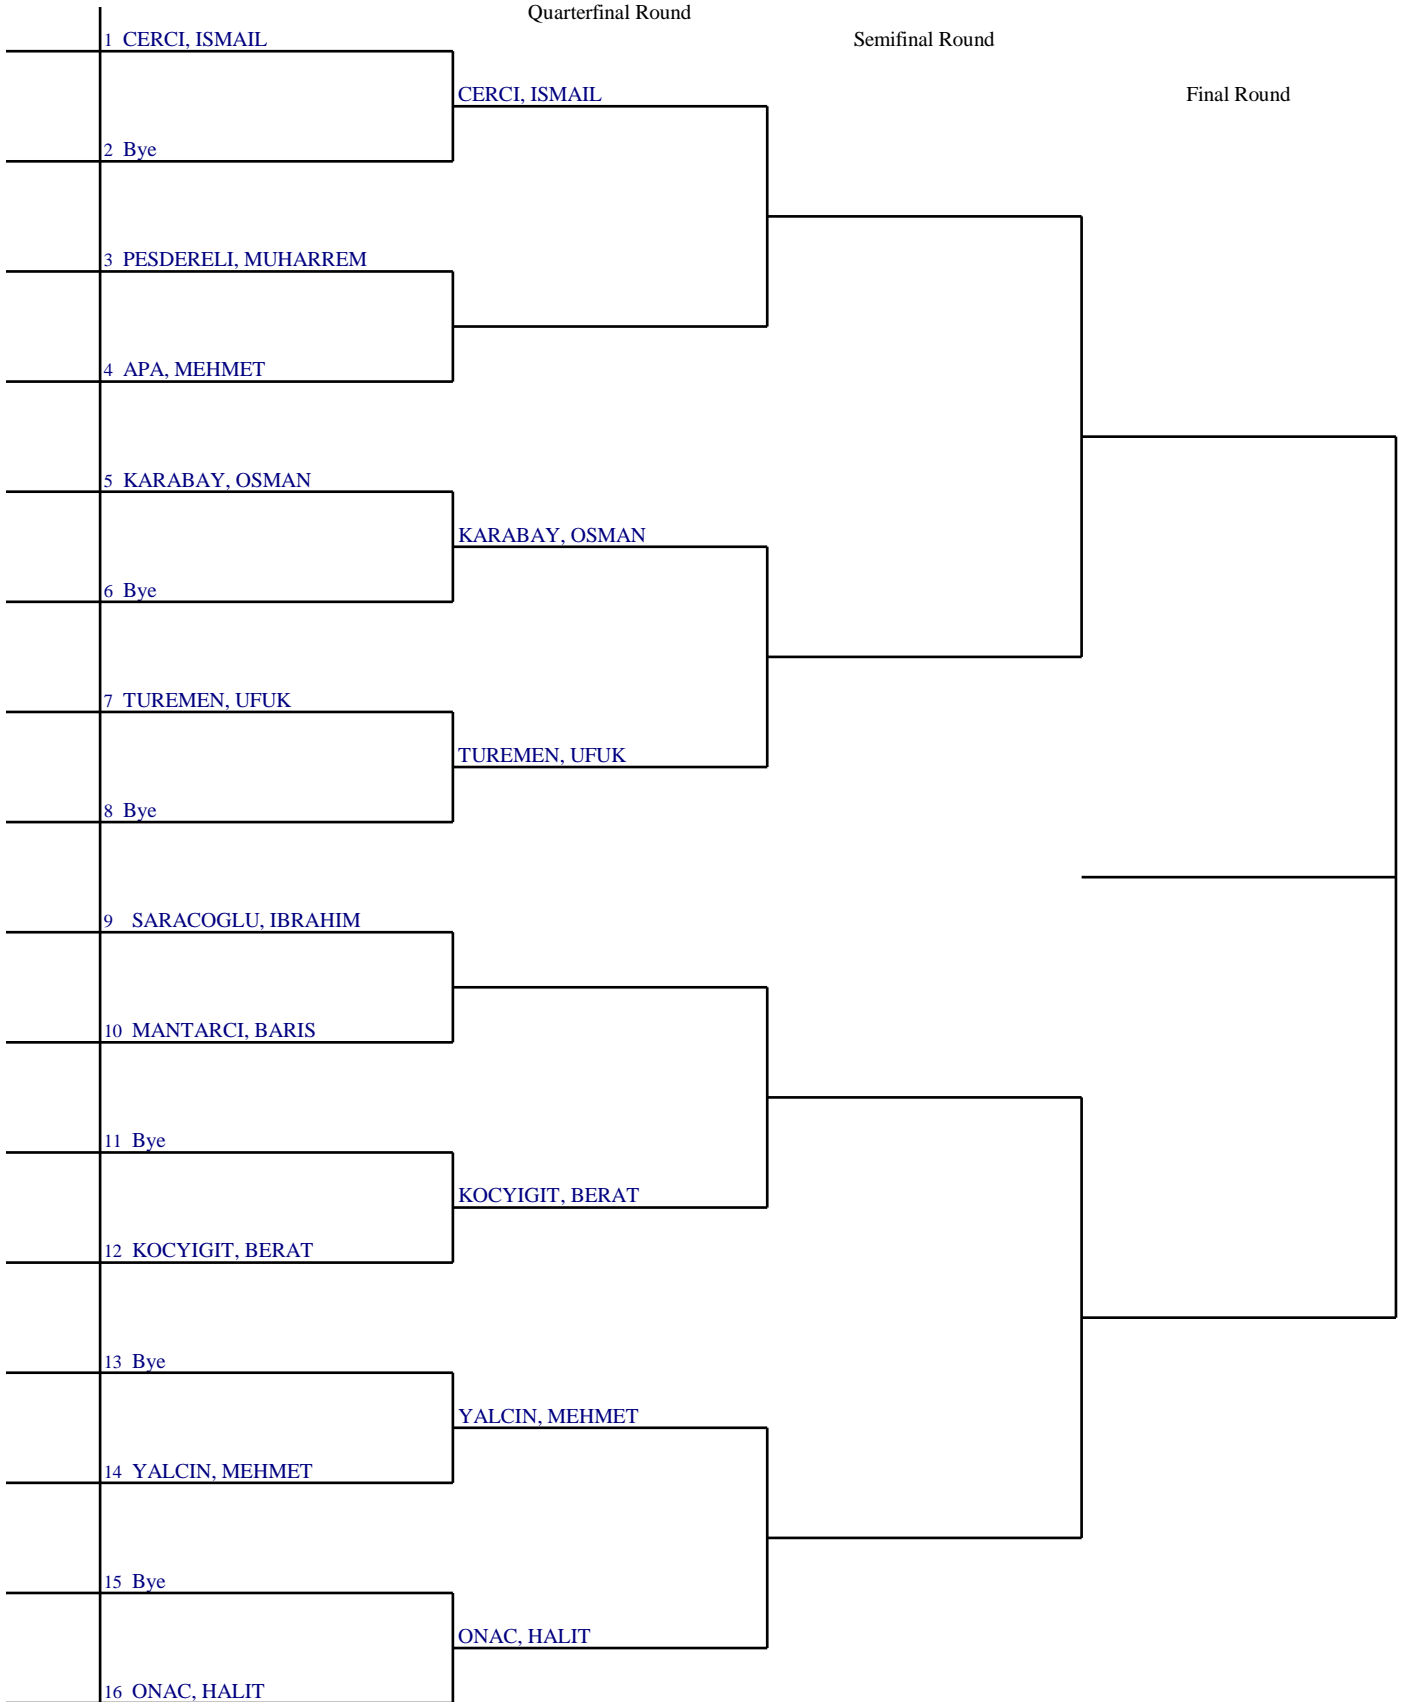 Quarterfinal Round
Semifinal Round
Final Round
1 CERCI, ISMAIL
CERCI, ISMAIL
2 Bye
3 PESDERELI, MUHARREM
4 APA, MEHMET
5 KARABAY, OSMAN
KARABAY, OSMAN
6 Bye
7 TUREMEN, UFUK
TUREMEN, UFUK
8 Bye
9 SARACOGLU, IBRAHIM
10 MANTARCI, BARIS
11 Bye
KOCYIGIT, BERAT
12 KOCYIGIT, BERAT
13 Bye
YALCIN, MEHMET
14 YALCIN, MEHMET
15 Bye
ONAC, HALIT
16 ONAC, HALIT